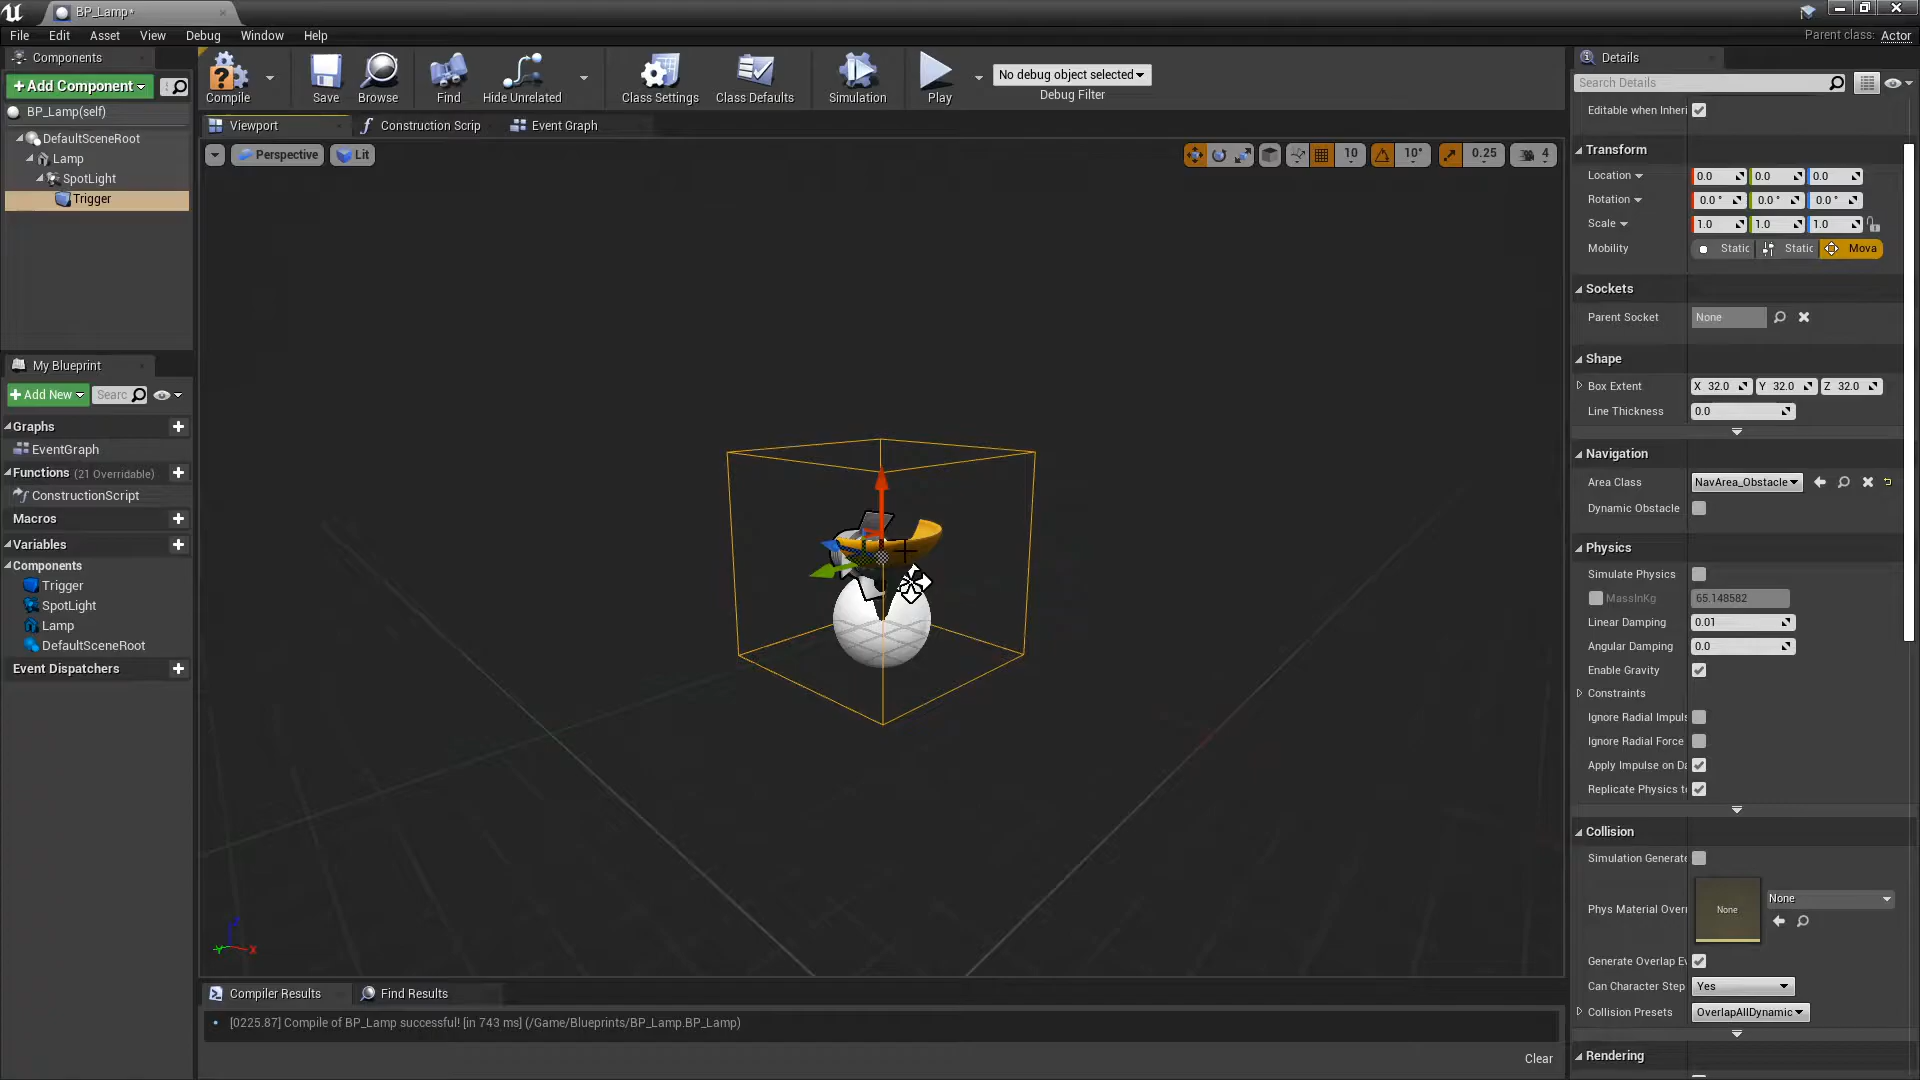 BP_Lamp*
File Edit Asset View Debug Window Help
Parent class: Actor
Components
+Add Component
BP_Lamp(self)
DefaultSceneRoot
Lamp
SpotLight
Trigger
Compile Save Browse Find Hide Unrelated Class Settings Class Defaults Simulation Play
No debug object selected
Debug Filter
Viewport Construction Scrip Event Graph
Perspective Lit
10 10° 0.25 4
My Blueprint
+Add New Searc
Graphs
EventGraph
Functions (21 Overridable)
ConstructionScript
Macros
Variables
Components
Trigger
SpotLight
Lamp
DefaultSceneRoot
Event Dispatchers
Compiler Results Find Results
[0225.87] Compile of BP_Lamp successful! [in 743 ms] (/Game/Blueprints/BP_Lamp.BP_Lamp)
Clear
Details
Search Details
Editable when Inheri
Transform
Location 0.0 0.0 0.0
Rotation 0.0 ° 0.0 ° 0.0 °
Scale 1.0 1.0 1.0
Mobility Static Static Mova
Sockets
Parent Socket None
Shape
Box Extent X 32.0 Y 32.0 Z 32.0
Line Thickness 0.0
Navigation
Area Class NavArea_Obstacle
Dynamic Obstacle
Physics
Simulate Physics
MassInKg 65.148582
Linear Damping 0.01
Angular Damping 0.0
Enable Gravity
Constraints
Ignore Radial Impuls
Ignore Radial Force
Apply Impulse on Da
Replicate Physics to
Collision
Simulation Generate
Phys Material Overr None None
Generate Overlap Ev
Can Character Step Yes
Collision Presets OverlapAllDynamic
Rendering